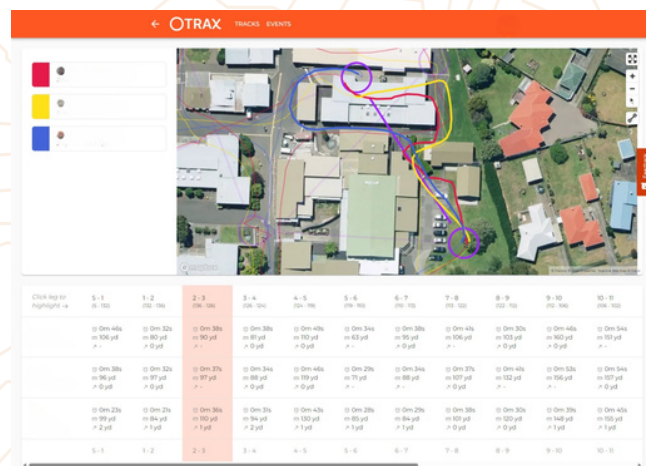 ← OTRAX TRACKS EVENTS
mapbox
Click leg to highlight → S - 1 1 - 2 2 - 3 3 - 4 4 - 5 5 - 6 6 - 7 7 - 8 8 - 9 9 - 10 10 - 11
0m 46s 0m 32s 0m 38s 0m 38s 0m 49s 0m 34s 0m 38s 0m 41s 0m 30s 0m 46s 0m 54s
106 yd 80 yd 90 yd 81 yd 110 yd 63 yd 95 yd 106 yd 103 yd 160 yd 151 yd
0m 38s 0m 32s 0m 37s 0m 34s 0m 46s 0m 29s 0m 34s 0m 37s 0m 41s 0m 53s 0m 54s
96 yd 97 yd 97 yd 88 yd 119 yd 71 yd 88 yd 107 yd 132 yd 156 yd 157 yd
0m 23s 0m 21s 0m 36s 0m 31s 0m 43s 0m 28s 0m 29s 0m 38s 0m 30s 0m 39s 0m 45s
99 yd 84 yd 110 yd 94 yd 130 yd 85 yd 84 yd 101 yd 120 yd 148 yd 155 yd
2 yd 1 yd 1 yd 2 yd 1 yd 1 yd 1 yd 0 yd 0 yd 1 yd 1 yd
S - 1 1 - 2 2 - 3 3 - 4 4 - 5 5 - 6 6 - 7 7 - 8 8 - 9 9 - 10 10 - 11